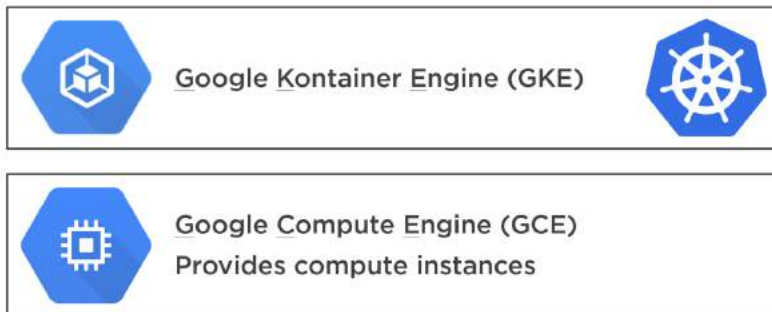 Google Kontainer Engine (GKE)
Google Compute Engine (GCE)
Provides compute instances